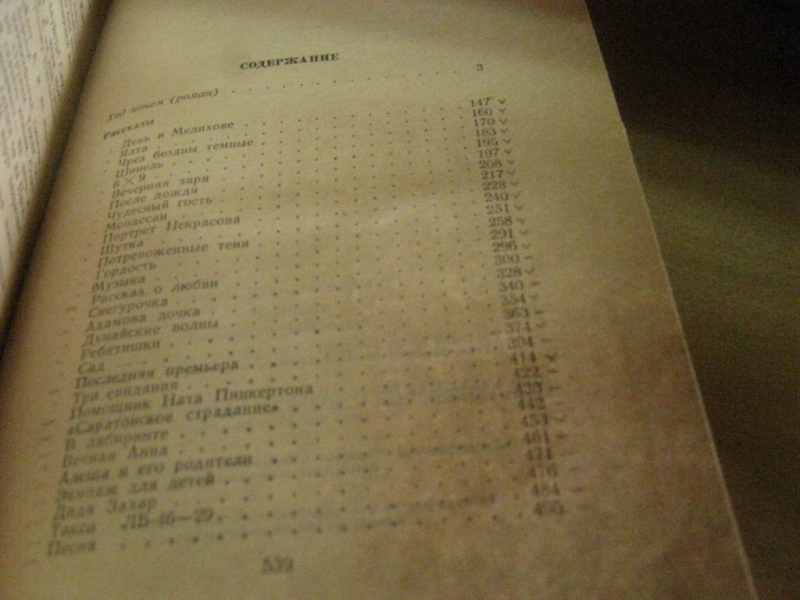 СОДЕРЖАНИЕ
Ход конем (роман) 3
Рассказы
День в Мелихове 147
Ялта 160
Чрез бездны темные 170
Шинель 183
6×9 195
Вечерняя заря 197
После дождя 208
Чудесный гость 217
Мопассан 228
Портрет Некрасова 240
Шутка 251
Потревоженные тени 258
Гордость 291
Музыка 296
Рассказ о любви 300
Снегурочка 328
Адамова дочка 340
Дунайские волны 354
Ребятишки 363
Сад 374
Последняя премьера 394
Три свидания 414
Помощник Ната Пинкертона 422
«Саратовское страдание» 433
В лабиринте 442
Вечная Анна 453
Алеша и его родители 461
Экипаж для детей 471
Дядя Захар 476
Такса ЛБ 46—29 484
Песня 495
539